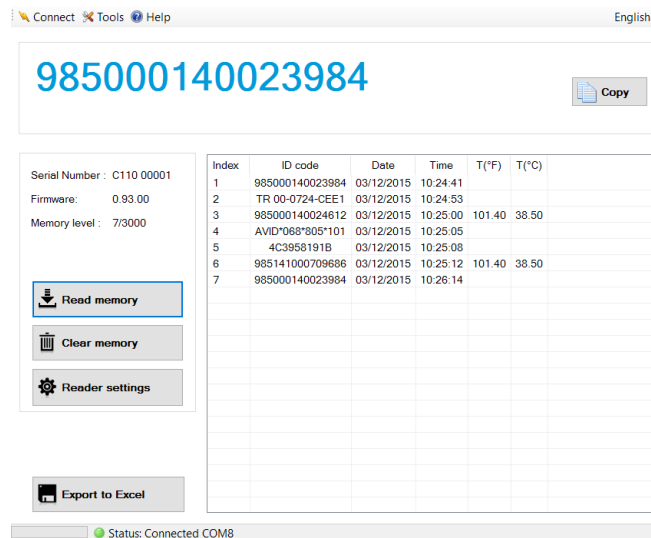 Connect Tools Help English
985000140023984
Copy
Serial Number : C110 00001
Firmware: 0.93.00
Memory level : 7/3000
Read memory
Clear memory
Reader settings
Export to Excel
Index ID code Date Time T(°F) T(°C)
1 985000140023984 03/12/2015 10:24:41
2 TR 00-0724-CEE1 03/12/2015 10:24:53
3 985000140024612 03/12/2015 10:25:00 101.40 38.50
4 AVID*068*805*101 03/12/2015 10:25:05
5 4C3958191B 03/12/2015 10:25:08
6 985141000709686 03/12/2015 10:25:12 101.40 38.50
7 985000140023984 03/12/2015 10:26:14
Status: Connected COM8